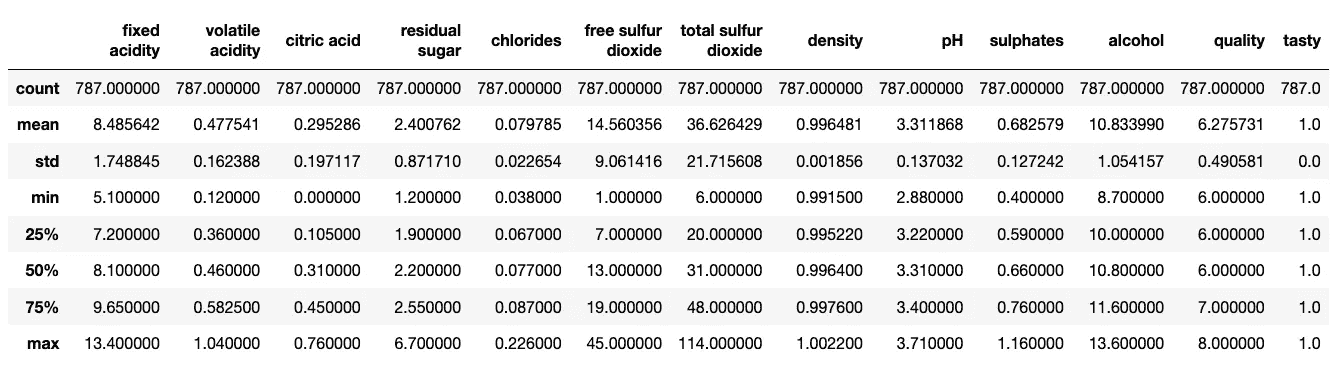 fixed acidity volatile acidity citric acid residual sugar chlorides free sulfur dioxide total sulfur dioxide density pH sulphates alcohol quality tasty
count 787.000000 787.000000 787.000000 787.000000 787.000000 787.000000 787.000000 787.000000 787.000000 787.000000 787.000000 787.000000 787.0
mean 8.485642 0.477541 0.295286 2.400762 0.079785 14.560356 36.626429 0.996481 3.311868 0.682579 10.833990 6.275731 1.0
std 1.748845 0.162388 0.197117 0.871710 0.022654 9.061416 21.715608 0.001856 0.137032 0.127242 1.054157 0.490581 0.0
min 5.100000 0.120000 0.000000 1.200000 0.038000 1.000000 6.000000 0.991500 2.880000 0.400000 8.700000 6.000000 1.0
25% 7.200000 0.360000 0.105000 1.900000 0.067000 7.000000 20.000000 0.995220 3.220000 0.590000 10.000000 6.000000 1.0
50% 8.100000 0.460000 0.310000 2.200000 0.077000 13.000000 31.000000 0.996400 3.310000 0.660000 10.800000 6.000000 1.0
75% 9.650000 0.582500 0.450000 2.550000 0.087000 19.000000 48.000000 0.997600 3.400000 0.760000 11.600000 7.000000 1.0
max 13.400000 1.040000 0.760000 6.700000 0.226000 45.000000 114.000000 1.002200 3.710000 1.160000 13.600000 8.000000 1.0